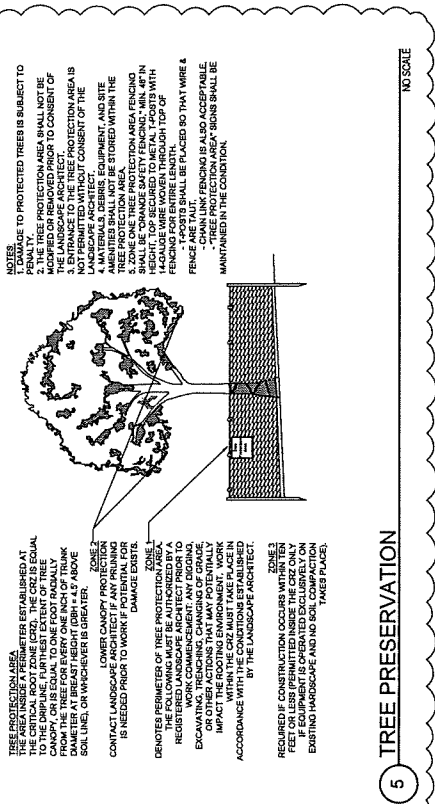 TREE PROTECTION AREA
THE AREA INSIDE A PERIMETER ESTABLISHED AT
THE CRITICAL ROOT ZONE (CRZ). THE CRZ IS EQUAL
TO THE DRIPLINE, FURTHEST EXTENT OF TREE
CANOPY, OR IS EQUAL TO ONE FOOT RADIALLY
FROM THE TREE FOR EVERY ONE INCH OF TRUNK
DIAMETER AT BREAST HEIGHT (DBH = 4.5' ABOVE
SOIL LINE), OR WHICHEVER IS GREATER.
ZONE 2
LOWER CANOPY PROTECTION
CONTACT LANDSCAPE ARCHITECT IF ANY PRUNING
IS NEEDED PRIOR TO WORK IF POTENTIAL FOR
DAMAGE EXISTS.
ZONE 1
DENOTES PERIMETER OF TREE PROTECTION AREA.
THE FOLLOWING MUST BE AUTHORIZED BY A
REGISTERED LANDSCAPE ARCHITECT PRIOR TO
WORK COMMENCEMENT: ANY DIGGING,
EXCAVATING, TRENCHING, CHANGING OF GRADE,
OR OTHER ACTIONS THAT MAY POTENTIALLY
IMPACT THE ROOTING ENVIRONMENT. WORK
WITHIN THE CRZ MUST TAKE PLACE IN
ACCORDANCE WITH THE CONDITIONS ESTABLISHED
BY THE LANDSCAPE ARCHITECT.
ZONE 3
REQUIRED IF CONSTRUCTION OCCURS WITHIN TEN
FEET OR LESS (PERMITTED INSIDE THE CRZ ONLY
IF EQUIPMENT IS OPERATED EXCLUSIVELY ON
EXISTING HARDSCAPE AND NO SOIL COMPACTION
TAKES PLACE).
NOTES:
1. DAMAGE TO PROTECTED TREES IS SUBJECT TO
PENALTY.
2. THE TREE PROTECTION AREA SHALL NOT BE
MODIFIED OR REMOVED PRIOR TO CONSENT OF
THE LANDSCAPE ARCHITECT.
3. ENTRANCE TO THE TREE PROTECTION AREA IS
NOT PERMITTED WITHOUT CONSENT OF THE
LANDSCAPE ARCHITECT.
4. MATERIALS, DEBRIS, EQUIPMENT, AND SITE
AMENITIES SHALL NOT BE STORED WITHIN THE
TREE PROTECTION AREA.
5. ZONE ONE TREE PROTECTION AREA FENCING
SHALL BE "ORANGE SAFETY FENCING," MIN. 48" IN
HEIGHT, TOP SECURED TO METAL T-POSTS WITH
14-GAUGE WIRE WOVEN THROUGH TOP OF
FENCING FOR ENTIRE LENGTH.
- T-POSTS SHALL BE PLACED SO THAT WIRE &
FENCE ARE TAUT.
- CHAIN LINK FENCING IS ALSO ACCEPTABLE.
- "TREE PROTECTION AREA" SIGNS SHALL BE
MAINTAINED IN THE CONDITION.
5 TREE PRESERVATION
NO SCALE